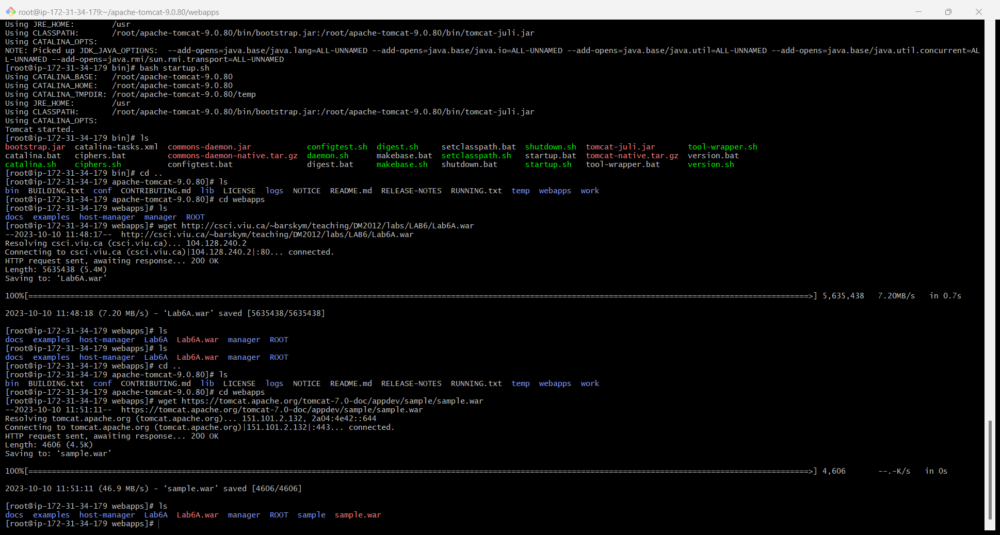 root@ip-172-31-34-179:~/apache-tomcat-9.0.80/webapps
Using JRE_HOME:        /usr
Using CLASSPATH:       /root/apache-tomcat-9.0.80/bin/bootstrap.jar:/root/apache-tomcat-9.0.80/bin/tomcat-juli.jar
Using CATALINA_OPTS:
NOTE: Picked up JDK_JAVA_OPTIONS:  --add-opens=java.base/java.lang=ALL-UNNAMED --add-opens=java.base/java.io=ALL-UNNAMED --add-opens=java.base/java.util=ALL-UNNAMED --add-opens=java.base/java.util.concurrent=AL
L-UNNAMED --add-opens=java.rmi/sun.rmi.transport=ALL-UNNAMED
[root@ip-172-31-34-179 bin]# bash startup.sh
Using CATALINA_BASE:   /root/apache-tomcat-9.0.80
Using CATALINA_HOME:   /root/apache-tomcat-9.0.80
Using CATALINA_TMPDIR: /root/apache-tomcat-9.0.80/temp
Using JRE_HOME:        /usr
Using CLASSPATH:       /root/apache-tomcat-9.0.80/bin/bootstrap.jar:/root/apache-tomcat-9.0.80/bin/tomcat-juli.jar
Using CATALINA_OPTS:
Tomcat started.
[root@ip-172-31-34-179 bin]# ls
bootstrap.jar  catalina-tasks.xml  commons-daemon.jar            configtest.sh  digest.sh     setclasspath.bat  shutdown.sh  tomcat-juli.jar       tool-wrapper.sh
catalina.bat   ciphers.bat         commons-daemon-native.tar.gz  daemon.sh      makebase.bat  setclasspath.sh   startup.bat  tomcat-native.tar.gz  version.bat
catalina.sh    ciphers.sh          configtest.bat                digest.bat     makebase.sh   shutdown.bat      startup.sh   tool-wrapper.bat      version.sh
[root@ip-172-31-34-179 bin]# cd ..
[root@ip-172-31-34-179 apache-tomcat-9.0.80]# ls
bin  BUILDING.txt  conf  CONTRIBUTING.md  lib  LICENSE  logs  NOTICE  README.md  RELEASE-NOTES  RUNNING.txt  temp  webapps  work
[root@ip-172-31-34-179 apache-tomcat-9.0.80]# cd webapps
[root@ip-172-31-34-179 webapps]# ls
docs  examples  host-manager  manager  ROOT
[root@ip-172-31-34-179 webapps]# wget http://csci.viu.ca/~barskym/teaching/DM2012/labs/LAB6/Lab6A.war
--2023-10-10 11:48:17--  http://csci.viu.ca/~barskym/teaching/DM2012/labs/LAB6/Lab6A.war
Resolving csci.viu.ca (csci.viu.ca)... 104.128.240.2
Connecting to csci.viu.ca (csci.viu.ca)|104.128.240.2|:80... connected.
HTTP request sent, awaiting response... 200 OK
Length: 5635438 (5.4M)
Saving to: ‘Lab6A.war’
100%[========================================================================================================================================================================>] 5,635,438   7.20MB/s   in 0.7s
2023-10-10 11:48:18 (7.20 MB/s) - ‘Lab6A.war’ saved [5635438/5635438]
[root@ip-172-31-34-179 webapps]# ls
docs  examples  host-manager  Lab6A  Lab6A.war  manager  ROOT
[root@ip-172-31-34-179 webapps]# ls
docs  examples  host-manager  Lab6A  Lab6A.war  manager  ROOT
[root@ip-172-31-34-179 webapps]# cd ..
[root@ip-172-31-34-179 apache-tomcat-9.0.80]# ls
bin  BUILDING.txt  conf  CONTRIBUTING.md  lib  LICENSE  logs  NOTICE  README.md  RELEASE-NOTES  RUNNING.txt  temp  webapps  work
[root@ip-172-31-34-179 apache-tomcat-9.0.80]# cd webapps
[root@ip-172-31-34-179 webapps]# wget https://tomcat.apache.org/tomcat-7.0-doc/appdev/sample/sample.war
--2023-10-10 11:51:11--  https://tomcat.apache.org/tomcat-7.0-doc/appdev/sample/sample.war
Resolving tomcat.apache.org (tomcat.apache.org)... 151.101.2.132, 2a04:4e42::644
Connecting to tomcat.apache.org (tomcat.apache.org)|151.101.2.132|:443... connected.
HTTP request sent, awaiting response... 200 OK
Length: 4606 (4.5K)
Saving to: ‘sample.war’
100%[========================================================================================================================================================================>] 4,606       --.-K/s   in 0s
2023-10-10 11:51:11 (46.9 MB/s) - ‘sample.war’ saved [4606/4606]
[root@ip-172-31-34-179 webapps]# ls
docs  examples  host-manager  Lab6A  Lab6A.war  manager  ROOT  sample  sample.war
[root@ip-172-31-34-179 webapps]#